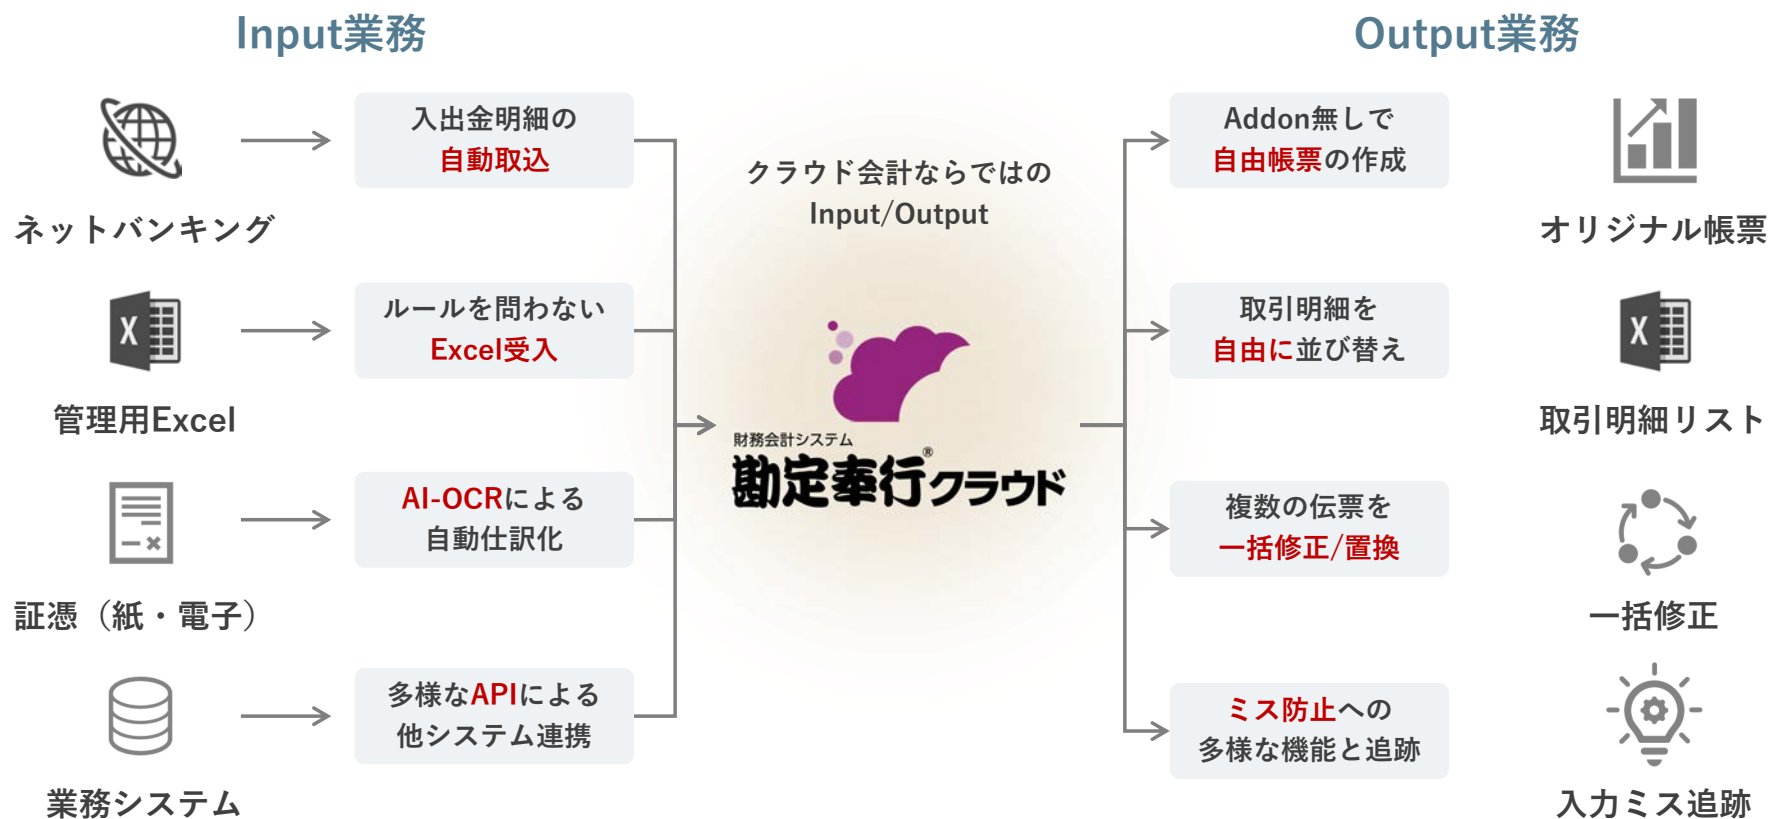 Input業務
ネットバンキング
入出金明細の
自動取込
管理用Excel
X
ルールを問わない
Excel受入
証憑（紙・電子）
AI-OCRによる
自動仕訳化
業務システム
多様なAPIによる
他システム連携
クラウド会計ならではの
Input/Output
財務会計システム
勘定奉行®クラウド
Output業務
Addon無しで
自由帳票の作成
オリジナル帳票
取引明細を
自由に並び替え
X
取引明細リスト
複数の伝票を
一括修正/置換
一括修正
ミス防止への
多様な機能と追跡
入力ミス追跡